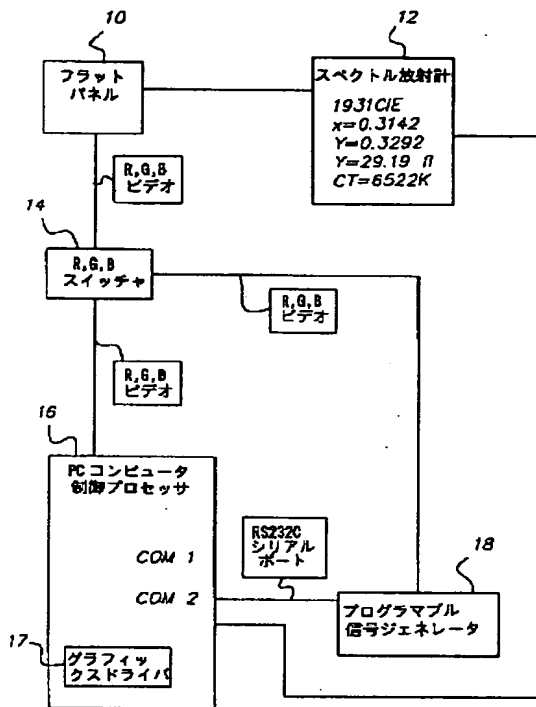 10
フラット
パネル
12
スペクトル放射計
1931CIE
x=0.3142
Y=0.3292
Y=29.19 fl
CT=6522K
R,G,B
ビデオ
14
R,G,B
スイッチャ
R,G,B
ビデオ
R,G,B
ビデオ
16
PCコンピュータ
制御プロセッサ
COM 1
COM 2
RS232C
シリアル
ポート
18
プログラマブル
信号ジェネレータ
17
グラフィッ
クスドライバ